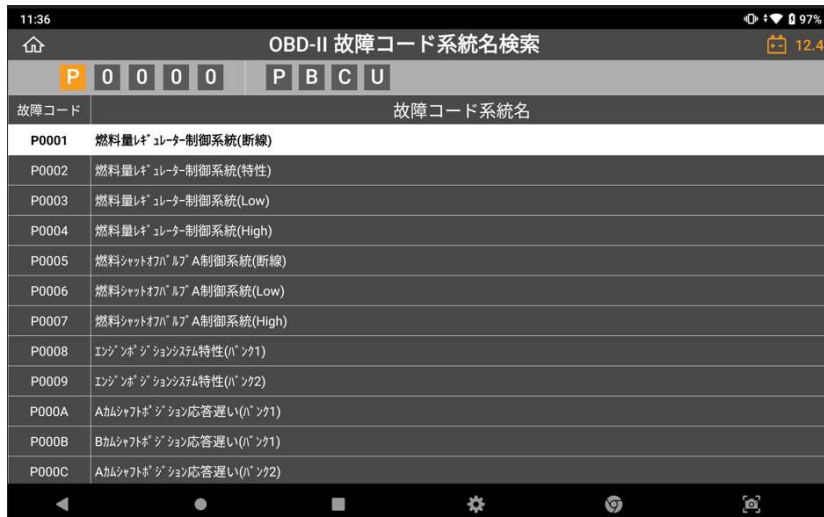 11:36 97%
OBD-II 故障コード系統名検索 12.4
P 0 0 0 0 P B C U
故障コード 故障コード系統名
P0001 燃料量ﾚｷﾞｭﾚｰﾀｰ制御系統(断線)
P0002 燃料量ﾚｷﾞｭﾚｰﾀｰ制御系統(特性)
P0003 燃料量ﾚｷﾞｭﾚｰﾀｰ制御系統(Low)
P0004 燃料量ﾚｷﾞｭﾚｰﾀｰ制御系統(High)
P0005 燃料ｼｬｯﾄｵﾌﾊﾞﾙﾌﾞA制御系統(断線)
P0006 燃料ｼｬｯﾄｵﾌﾊﾞﾙﾌﾞA制御系統(Low)
P0007 燃料ｼｬｯﾄｵﾌﾊﾞﾙﾌﾞA制御系統(High)
P0008 ｴﾝｼﾞﾝﾎﾟｼﾞｼｮﾝｼｽﾃﾑ特性(ﾊﾞﾝｸ1)
P0009 ｴﾝｼﾞﾝﾎﾟｼﾞｼｮﾝｼｽﾃﾑ特性(ﾊﾞﾝｸ2)
P000A Aｶﾑｼｬﾌﾄﾎﾟｼﾞｼｮﾝ応答遅い(ﾊﾞﾝｸ1)
P000B Bｶﾑｼｬﾌﾄﾎﾟｼﾞｼｮﾝ応答遅い(ﾊﾞﾝｸ1)
P000C Aｶﾑｼｬﾌﾄﾎﾟｼﾞｼｮﾝ応答遅い(ﾊﾞﾝｸ2)